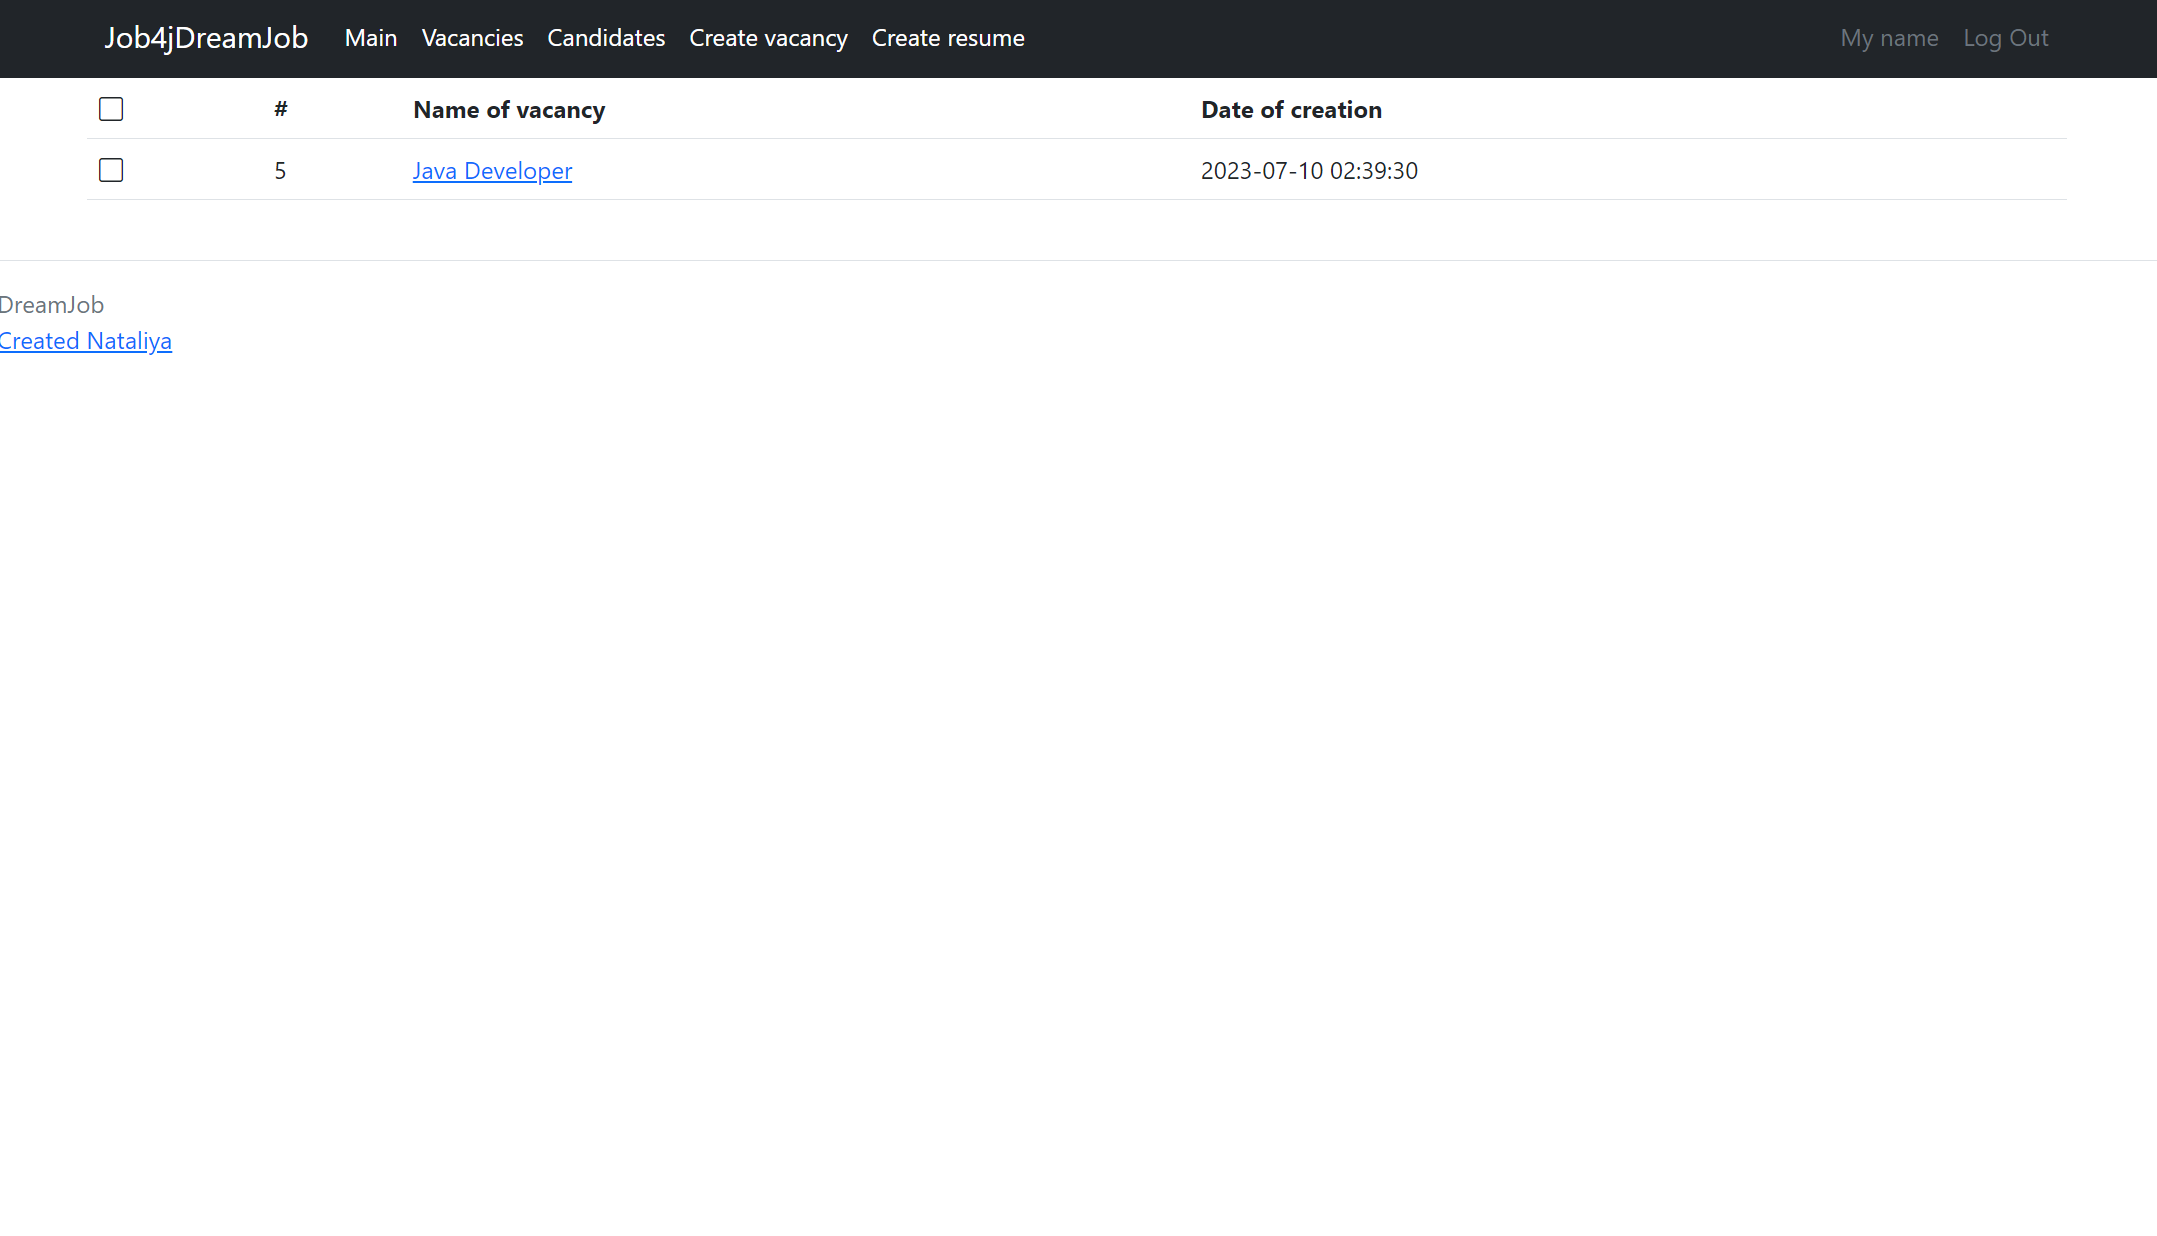 Job4jDreamJob Main Vacancies Candidates Create vacancy Create resume My name Log Out
# Name of vacancy Date of creation
5 Java Developer 2023-07-10 02:39:30
DreamJob
Created Nataliya